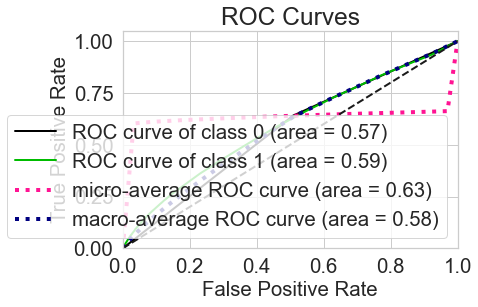 ROC Curves
1.00
0.75
0.50
0.25
0.00
True Positive Rate
ROC curve of class 0 (area = 0.57)
ROC curve of class 1 (area = 0.59)
micro-average ROC curve (area = 0.63)
macro-average ROC curve (area = 0.58)
0.0 0.2 0.4 0.6 0.8 1.0
False Positive Rate